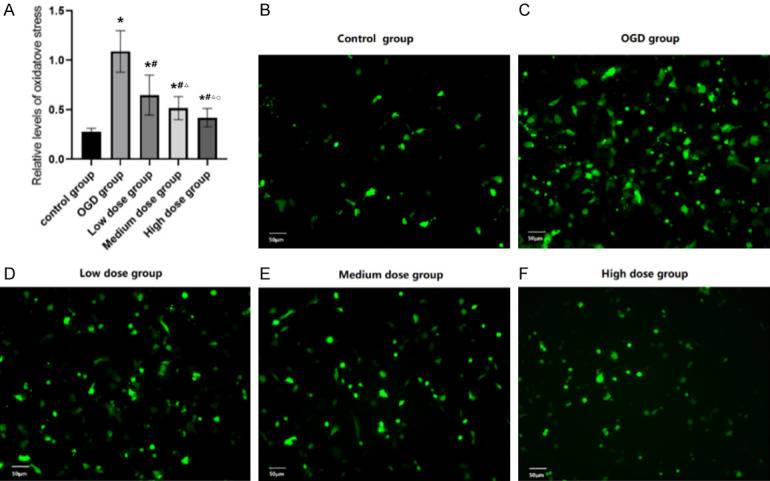 A
Relative levels of oxidatove stress
1.5
1.0
0.5
0.0
*
*#
*#△
*#△○
control group
OGD group
Low dose group
Medium dose group
High dose group
B
Control group
50μm
C
OGD group
50μm
D
Low dose group
50μm
E
Medium dose group
50μm
F
High dose group
50μm